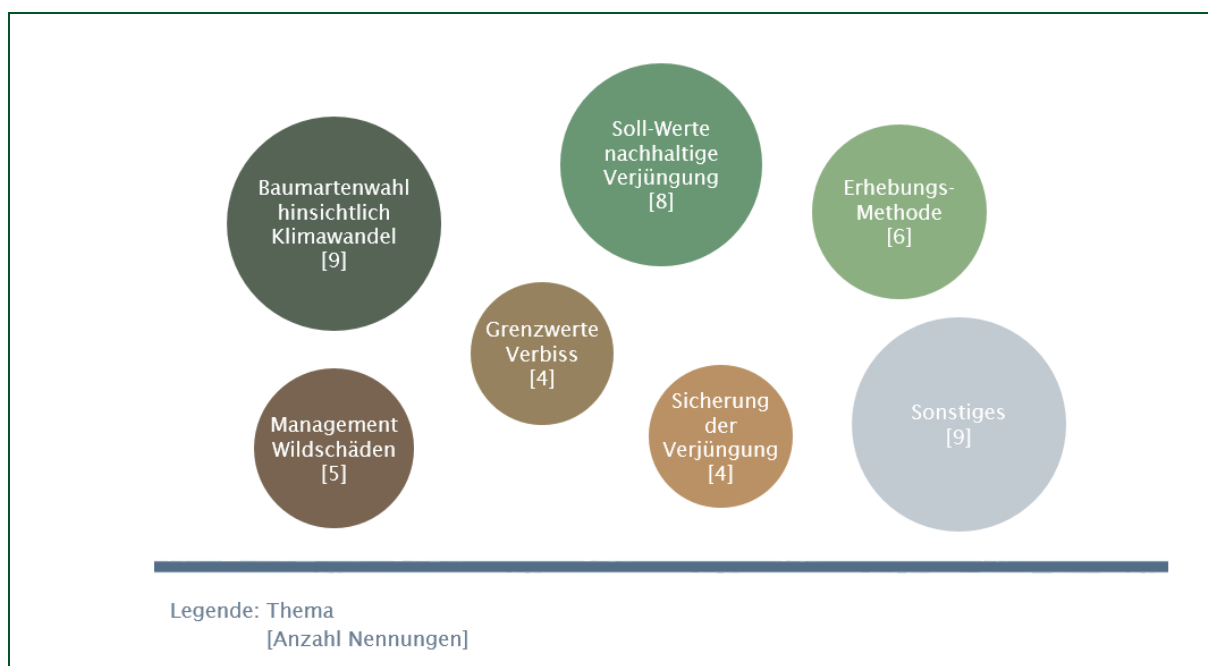 Baumartenwahl
hinsichtlich
Klimawandel
[9]
Soll-Werte
nachhaltige
Verjüngung
[8]
Erhebungs-
Methode
[6]
Grenzwerte
Verbiss
[4]
Management
Wildschäden
[5]
Sicherung
der
Verjüngung
[4]
Sonstiges
[9]
Legende: Thema
[Anzahl Nennungen]